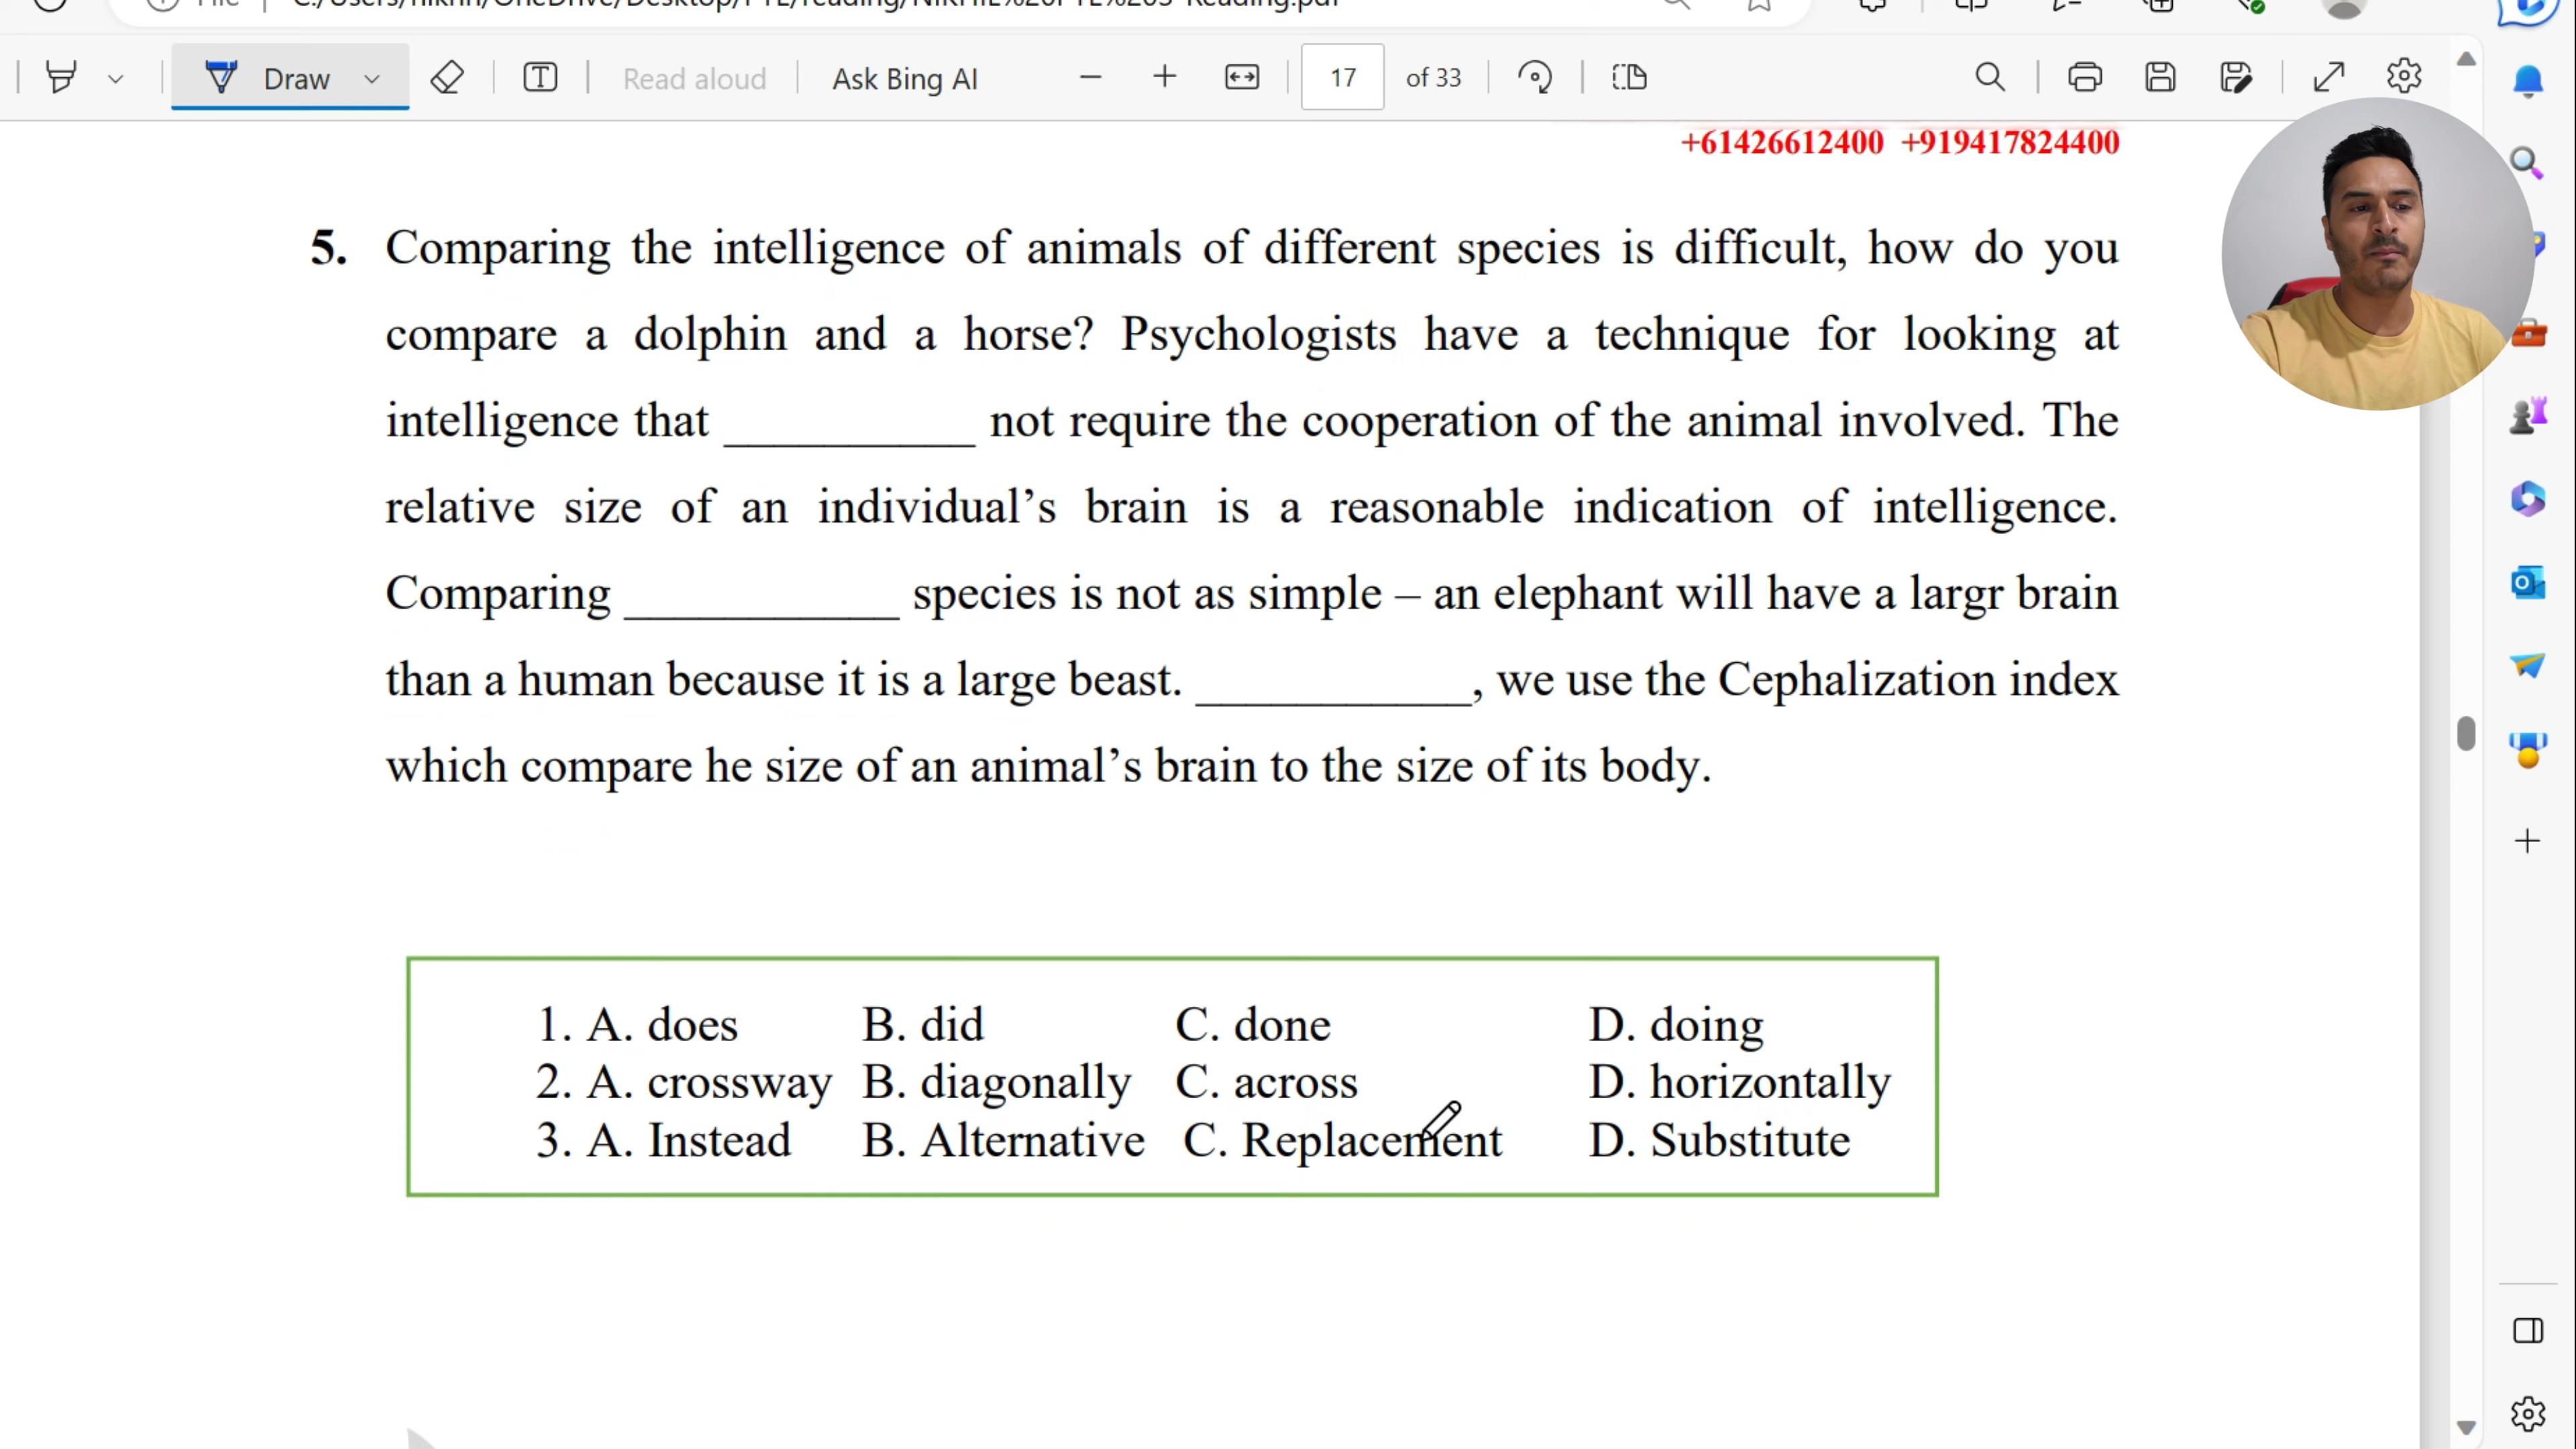 Draw
Read aloud
Ask Bing AI
17
of 33
+61426612400 +919417824400
5. Comparing the intelligence of animals of different species is difficult, how do you
compare a dolphin and a horse? Psychologists have a technique for looking at
intelligence that __________ not require the cooperation of the animal involved. The
relative size of an individual’s brain is a reasonable indication of intelligence.
Comparing ___________ species is not as simple – an elephant will have a largr brain
than a human because it is a large beast. ___________, we use the Cephalization index
which compare he size of an animal’s brain to the size of its body.
1. A. does B. did C. done D. doing
2. A. crossway B. diagonally C. across D. horizontally
3. A. Instead B. Alternative C. Replacement D. Substitute